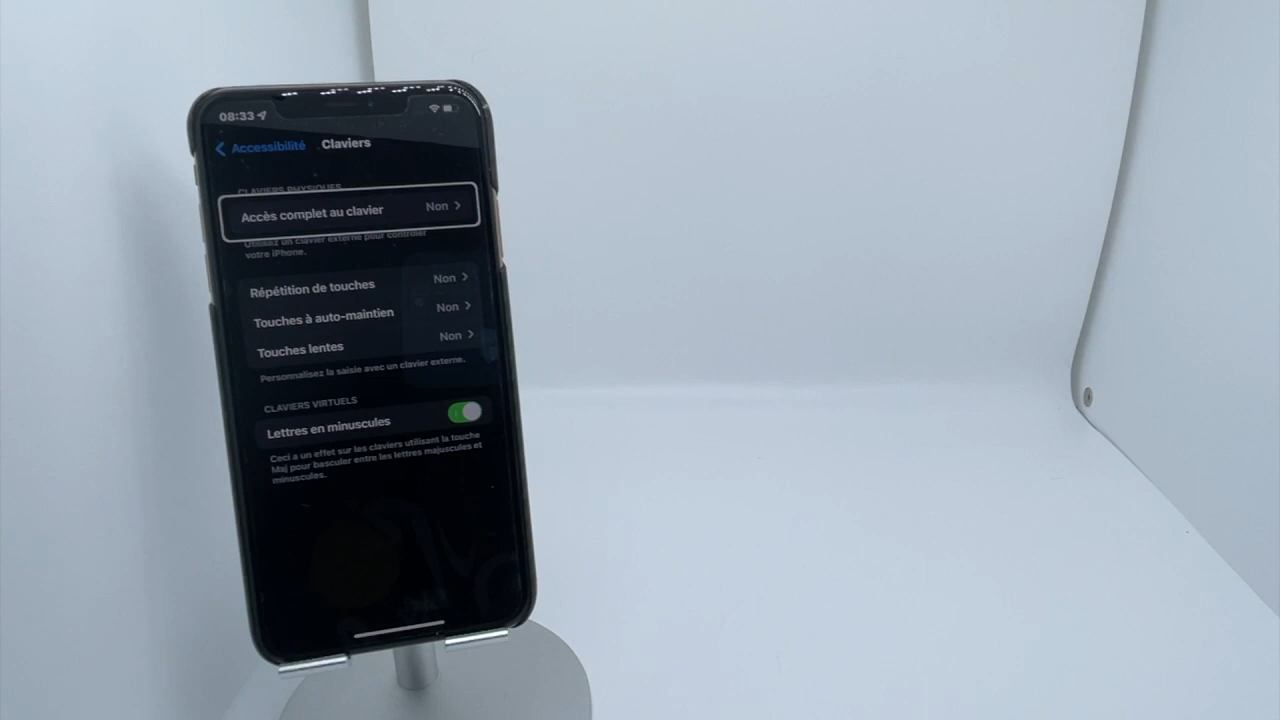 08:33
Accessibilité Claviers
CLAVIERS PHYSIQUES
Accès complet au clavier Non
Utilisez un clavier externe pour contrôler
votre iPhone.
Répétition de touches Non
Touches à auto-maintien Non
Touches lentes Non
Personnalisez la saisie avec un clavier externe.
CLAVIERS VIRTUELS
Lettres en minuscules
Ceci a un effet sur les claviers utilisant la touche
Maj pour basculer entre les lettres majuscules et
minuscules.